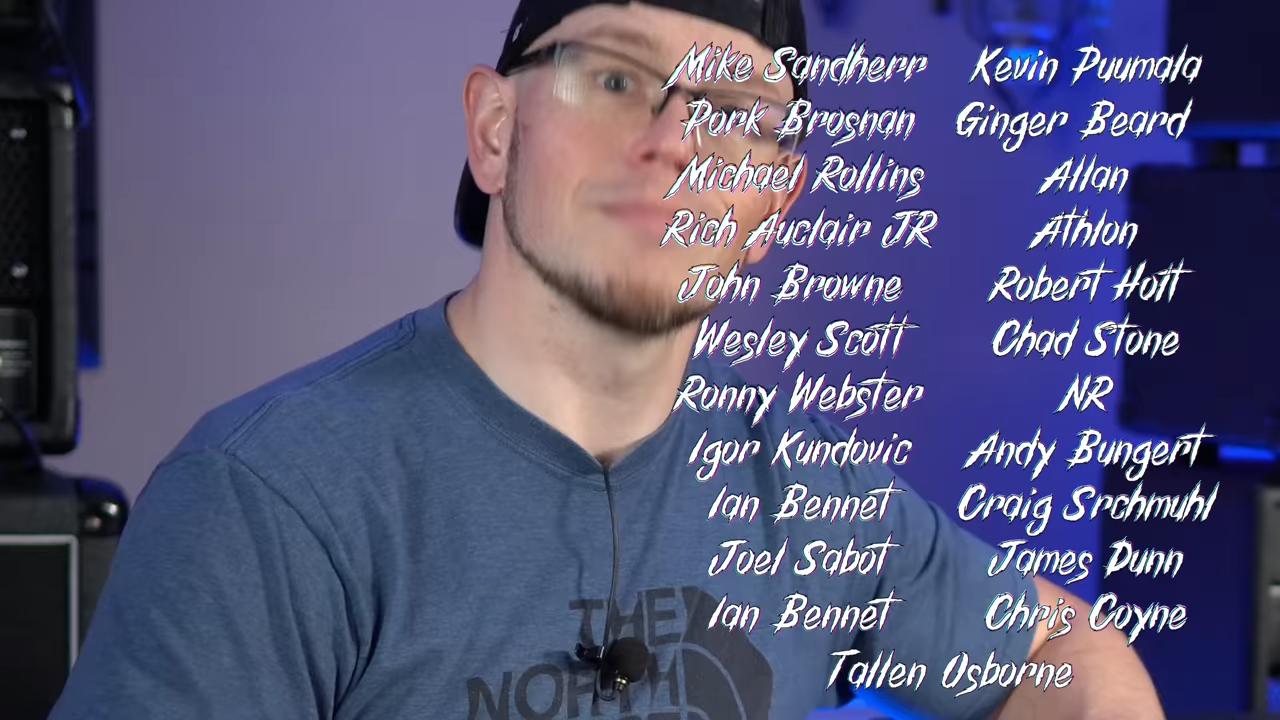 Mike Sandherr
Pork Brosnan
Michael Rollins
Rich Auclair JR
John Browne
Wesley Scott
Ronny Webster
Igor Kundovic
Ian Bennet
Joel Sabot
Ian Bennet
Kevin Puumala
Ginger Beard
Allan
Athlon
Robert Hott
Chad Stone
NR
Andy Bungert
Craig Srchmuhl
James Dunn
Chris Coyne
Tallen Osborne
THE
NORTH